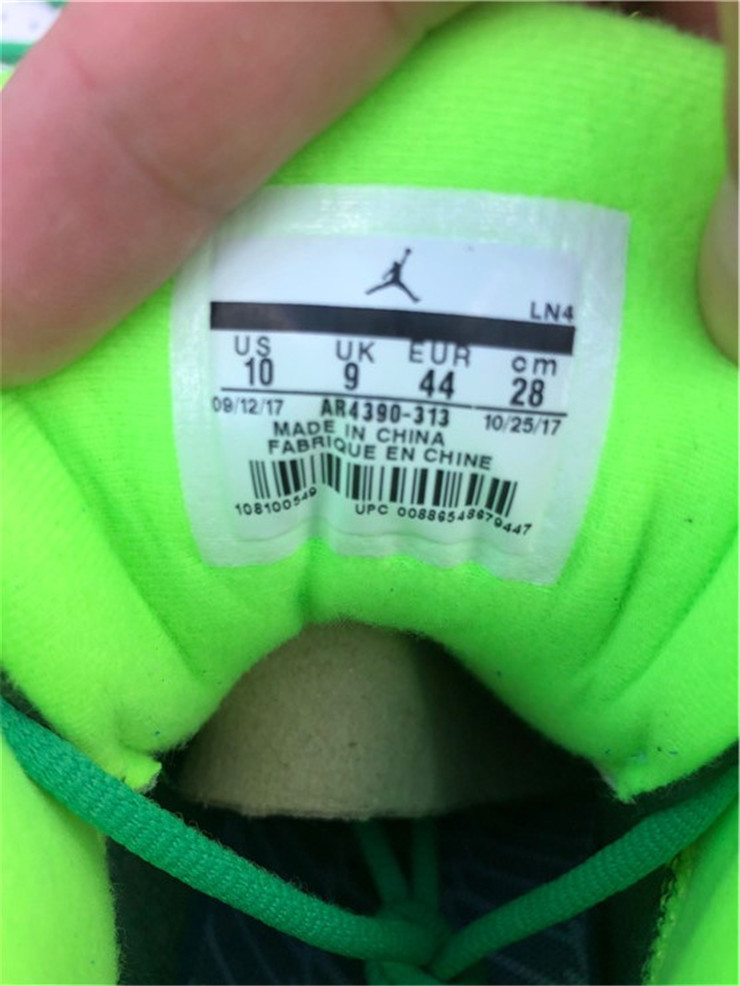 LN4
US UK EUR cm
10 9 44 28
09/12/17 AR4390-313 10/25/17
MADE IN CHINA
FABRIQUE EN CHINE
108100549 UPC 00886548679447